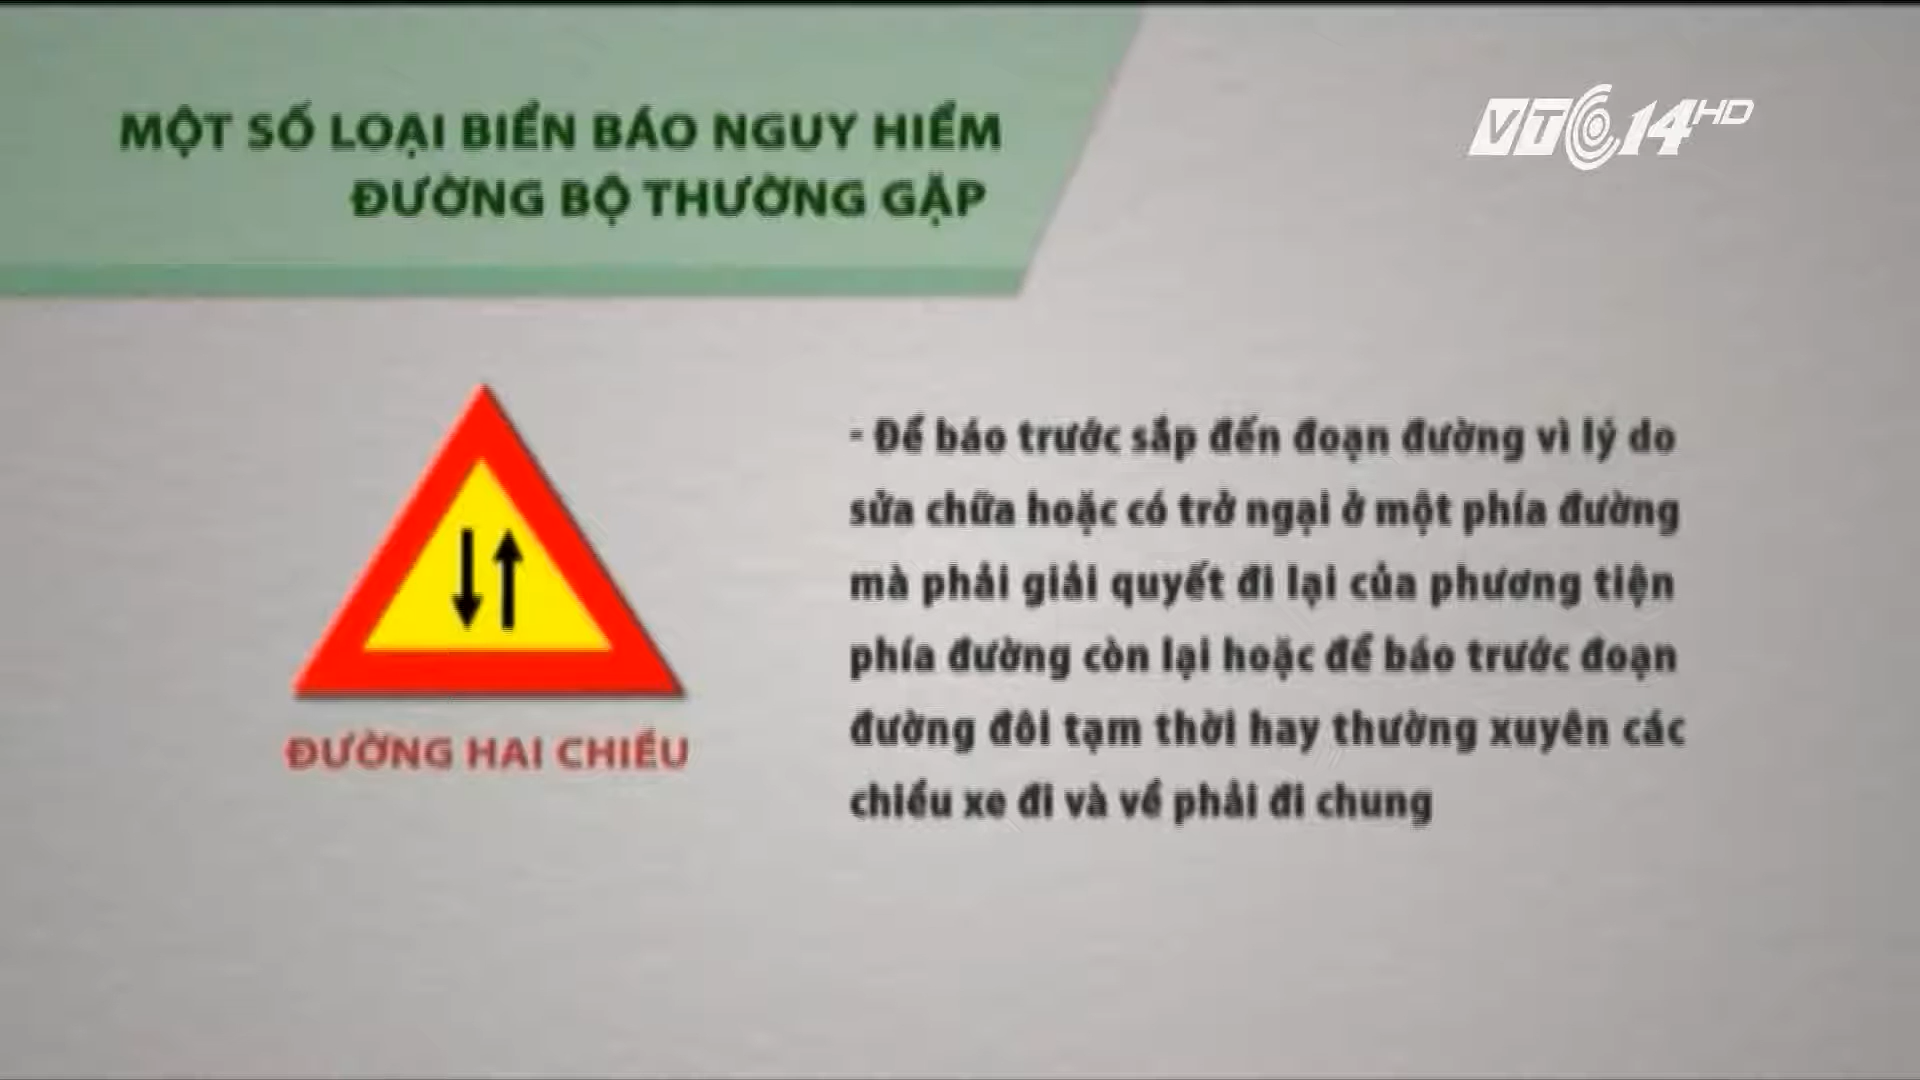 MỘT SỐ LOẠI BIỂN BÁO NGUY HIỂM
ĐƯỜNG BỘ THƯỜNG GẶP
VTC14HD
ĐƯỜNG HAI CHIỀU
- Để báo trước sắp đến đoạn đường vì lý do
sửa chữa hoặc có trở ngại ở một phía đường
mà phải giải quyết đi lại của phương tiện
phía đường còn lại hoặc để báo trước đoạn
đường đôi tạm thời hay thường xuyên các
chiều xe đi và về phải đi chung